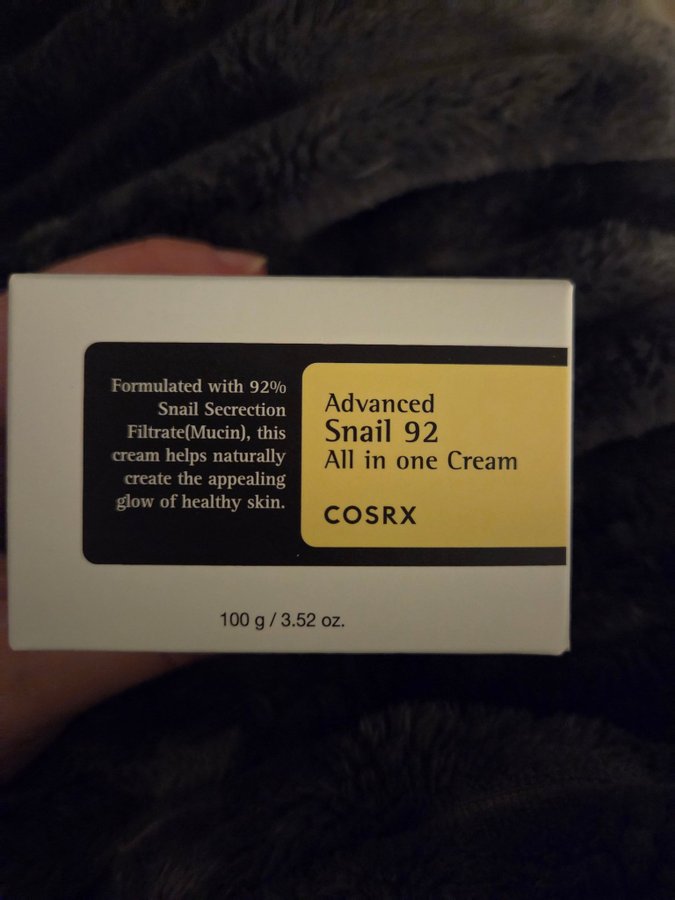 Formulated with 92%
Snail Secrection
Filtrate(Mucin), this
cream helps naturally
create the appealing
glow of healthy skin.
Advanced
Snail 92
All in one Cream
COSRX
100 g / 3.52 oz.